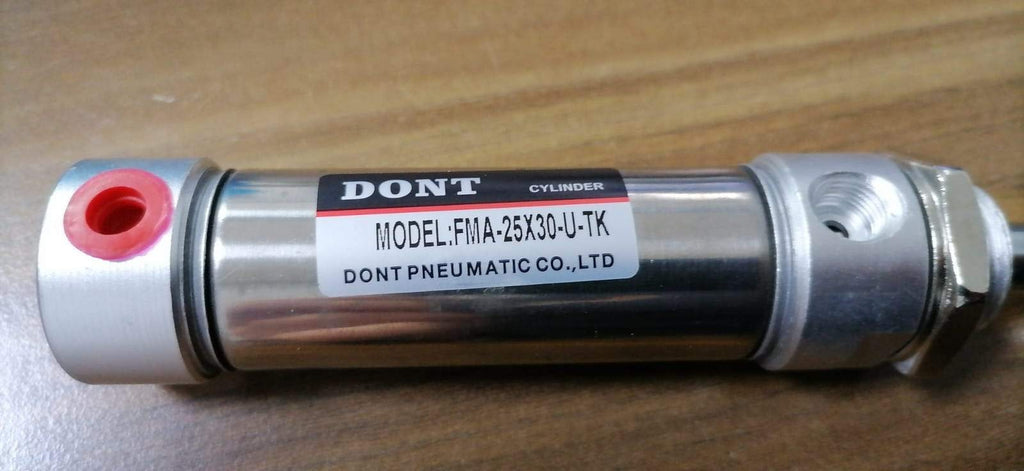 DONT CYLINDER
MODEL:FMA-25X30-U-TK
DONT PNEUMATIC CO.,LTD